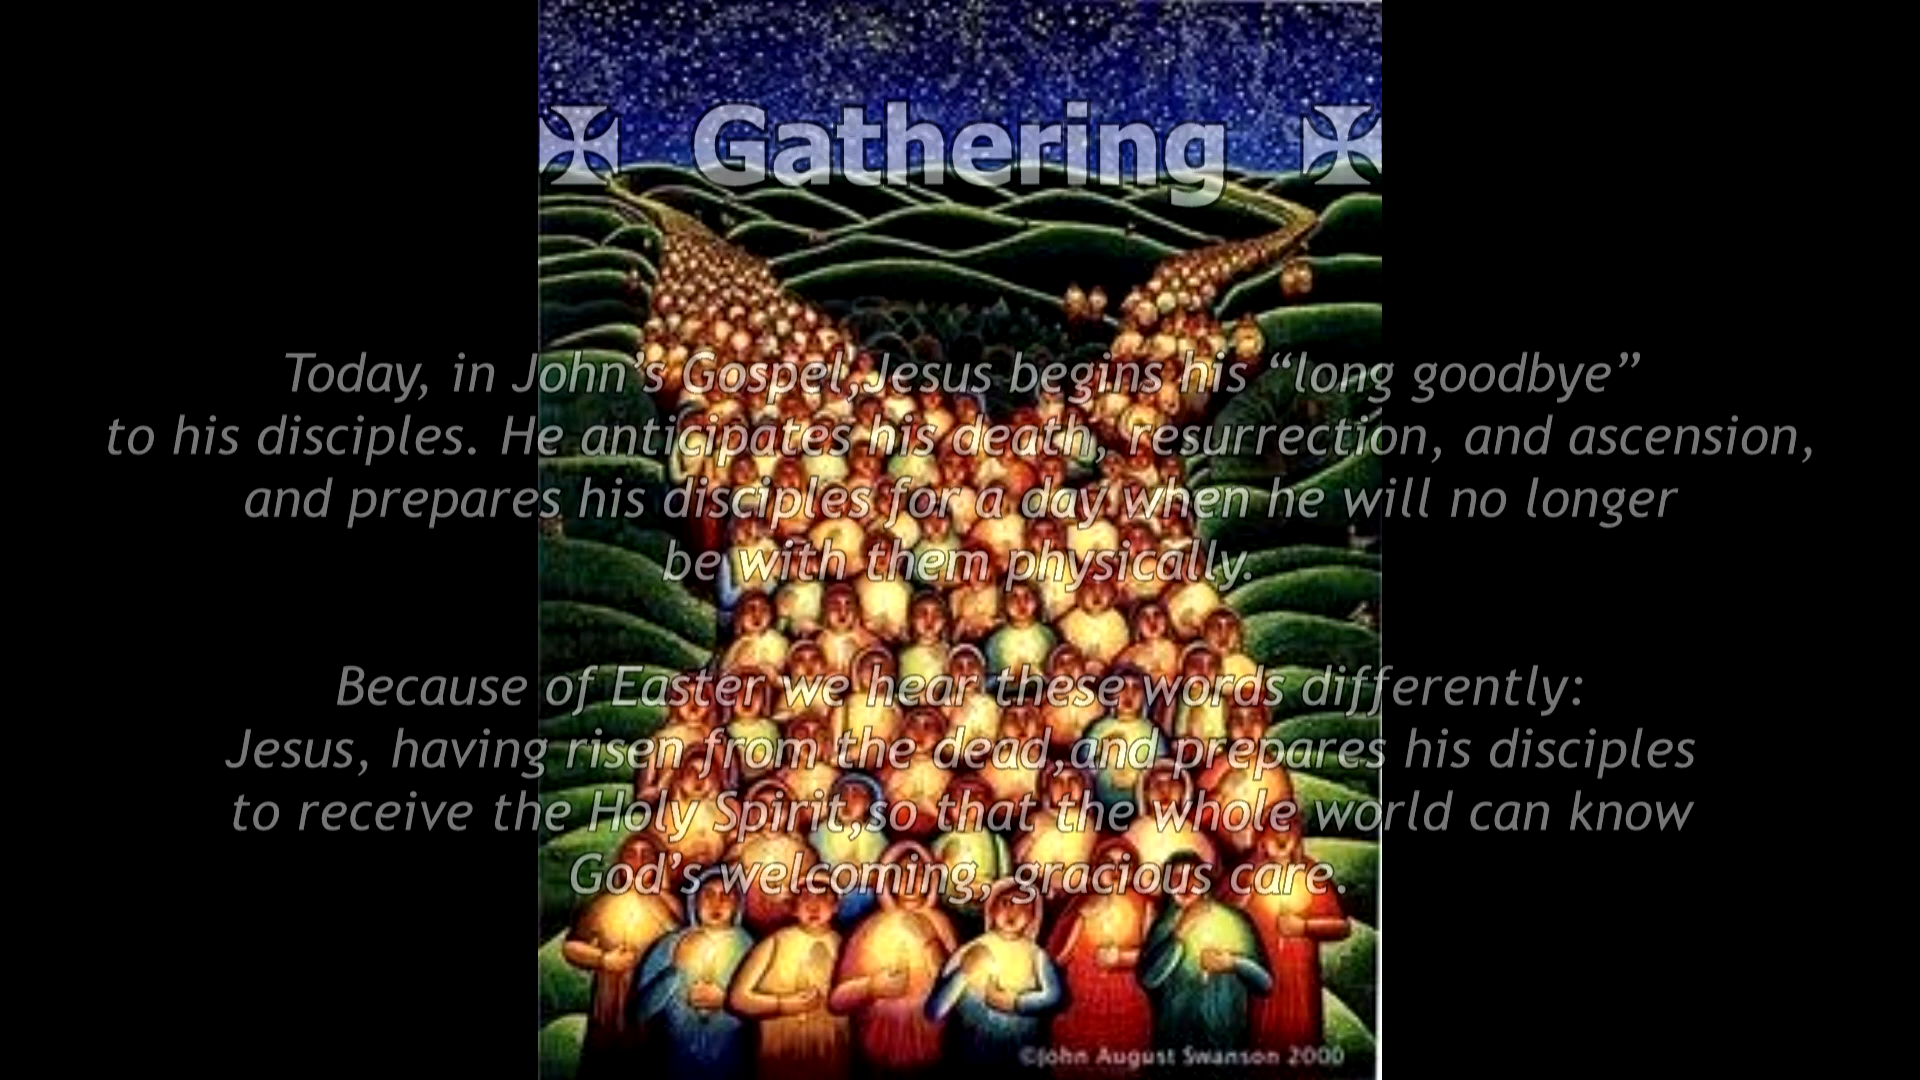 ✠ Gathering ✠
Today, in John’s Gospel,Jesus begins his “long goodbye”
to his disciples. He anticipates his death, resurrection, and ascension,
and prepares his disciples for a day when he will no longer
be with them physically.
Because of Easter we hear these words differently:
Jesus, having risen from the dead,and prepares his disciples
to receive the Holy Spirit,so that the whole world can know
God’s welcoming, gracious care.
©John August Swanson 2000